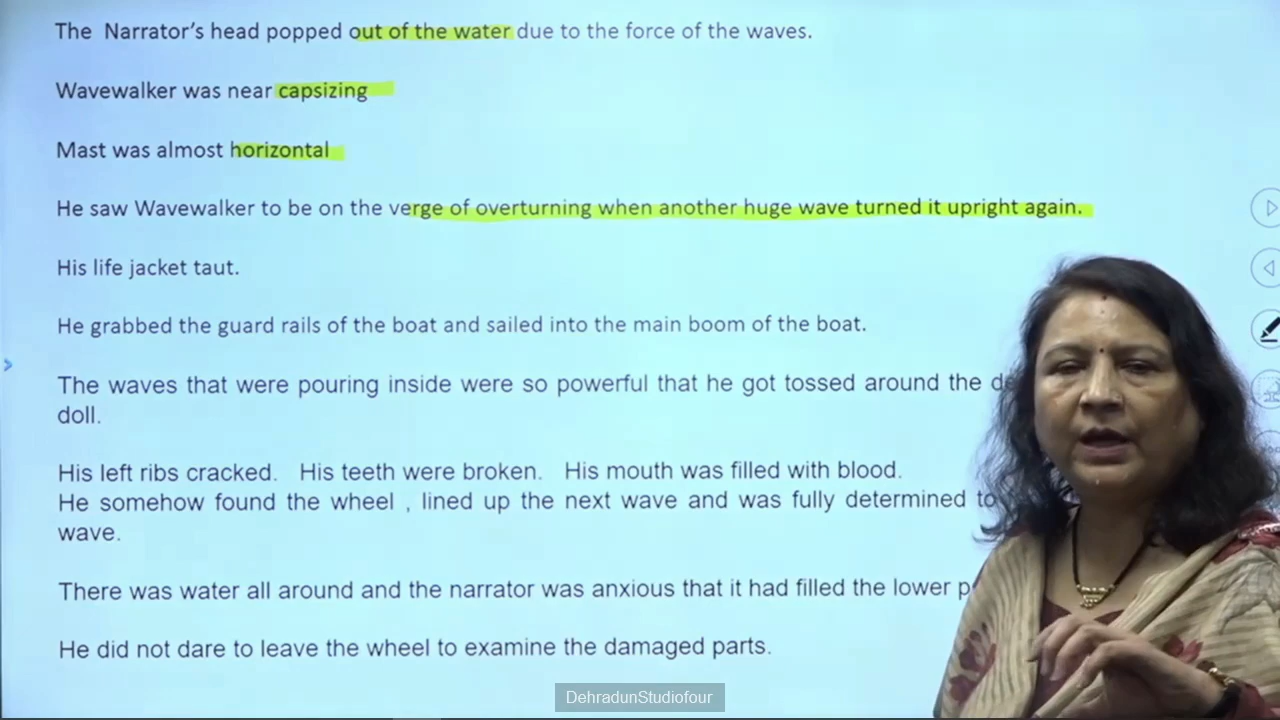 The Narrator's head popped out of the water due to the force of the waves.
Wavewalker was near capsizing
Mast was almost horizontal
He saw Wavewalker to be on the verge of overturning when another huge wave turned it upright again.
His life jacket taut.
He grabbed the guard rails of the boat and sailed into the main boom of the boat.
The waves that were pouring inside were so powerful that he got tossed around the
doll.
His left ribs cracked. His teeth were broken. His mouth was filled with blood.
He somehow found the wheel , lined up the next wave and was fully determined to
wave.
There was water all around and the narrator was anxious that it had filled the lower
He did not dare to leave the wheel to examine the damaged parts.
DehradunStudiofour